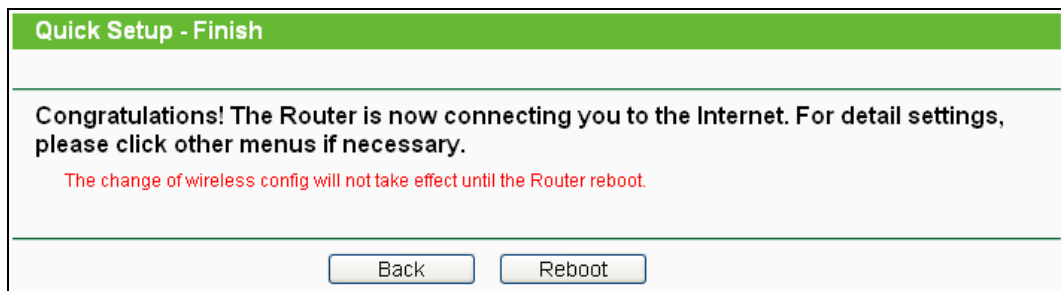 Quick Setup - Finish
Congratulations! The Router is now connecting you to the Internet. For detail settings,
please click other menus if necessary.
The change of wireless config will not take effect until the Router reboot.
Back
Reboot